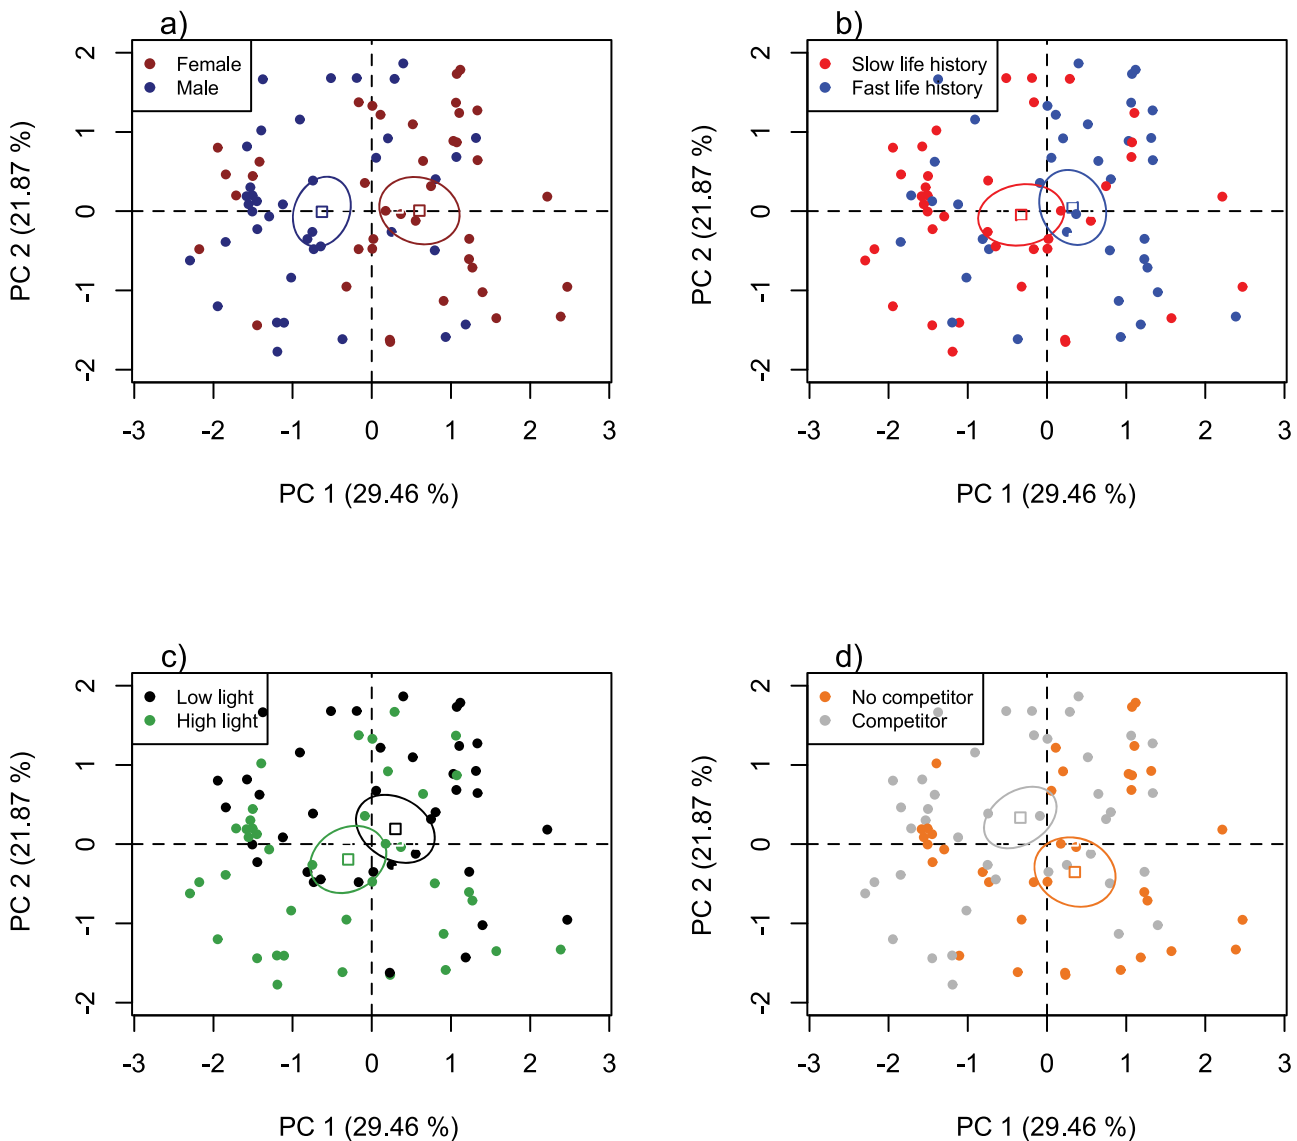 a)
Female
Male
2
1
0
-1
-2
PC 2 (21.87 %)
-3 -2 -1 0 1 2 3
PC 1 (29.46 %)
b)
Slow life history
Fast life history
2
1
0
-1
-2
PC 2 (21.87 %)
-3 -2 -1 0 1 2 3
PC 1 (29.46 %)
c)
Low light
High light
2
1
0
-1
-2
PC 2 (21.87 %)
-3 -2 -1 0 1 2 3
PC 1 (29.46 %)
d)
No competitor
Competitor
2
1
0
-1
-2
PC 2 (21.87 %)
-3 -2 -1 0 1 2 3
PC 1 (29.46 %)